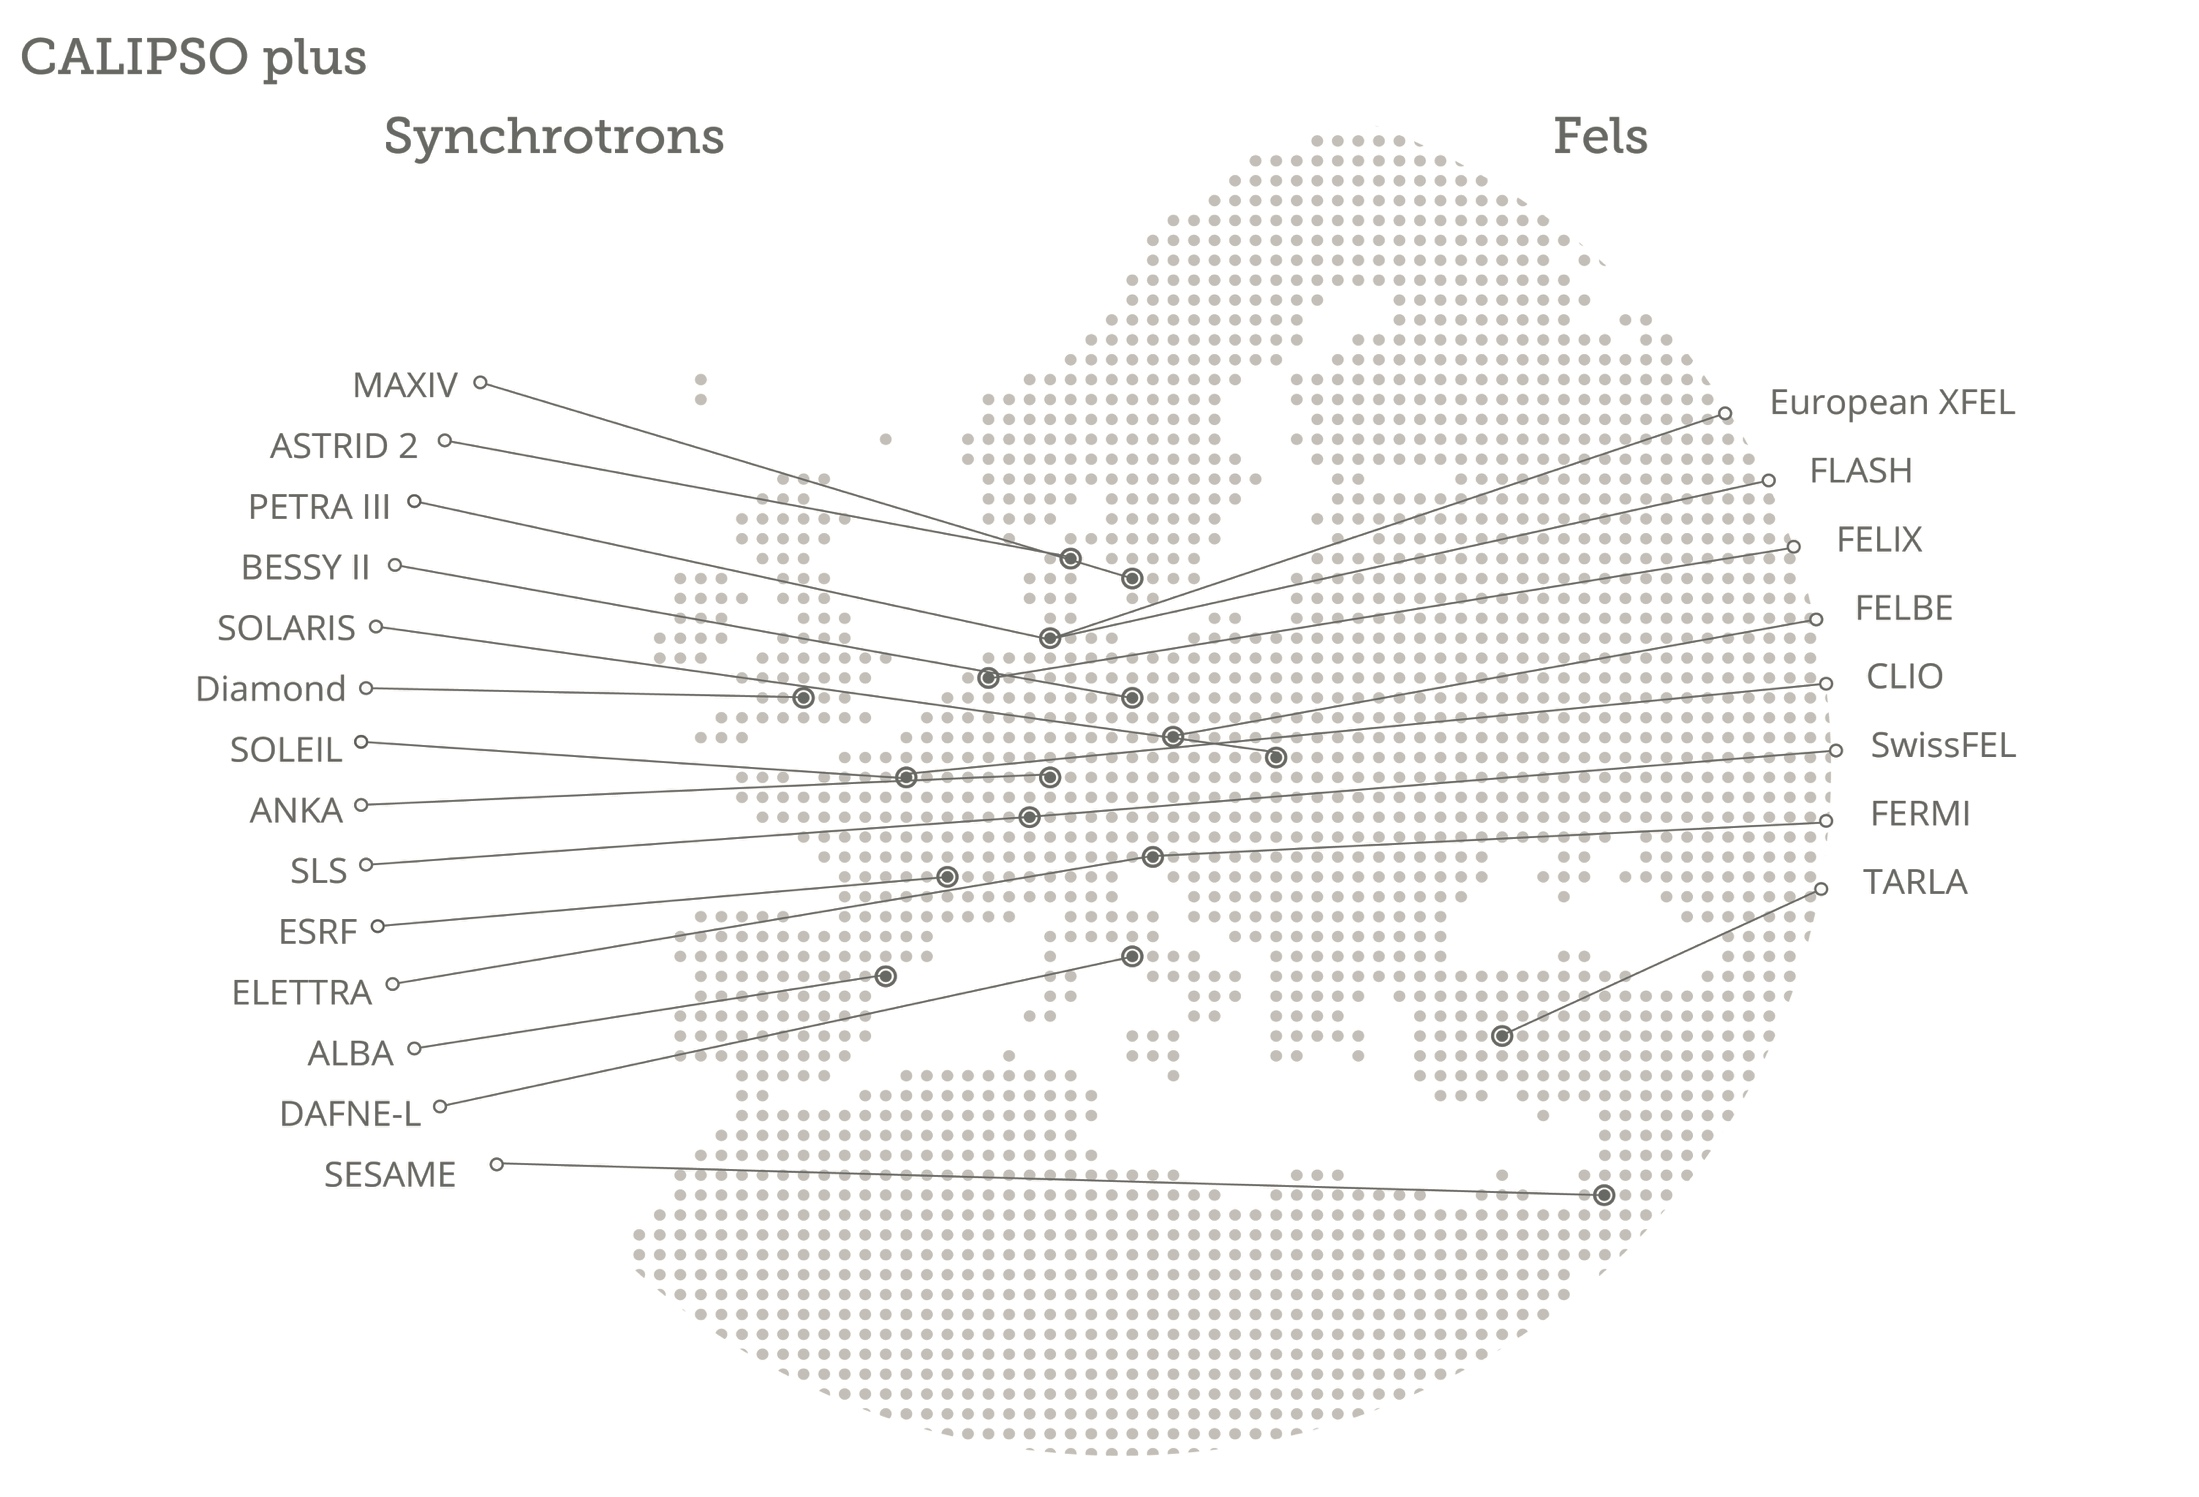 CALIPSO plus
Synchrotrons
Fels
MAXIV
ASTRID 2
PETRA III
BESSY II
SOLARIS
Diamond
SOLEIL
ANKA
SLS
ESRF
ELETTRA
ALBA
DAFNE-L
SESAME
European XFEL
FLASH
FELIX
FELBE
CLIO
SwissFEL
FERMI
TARLA